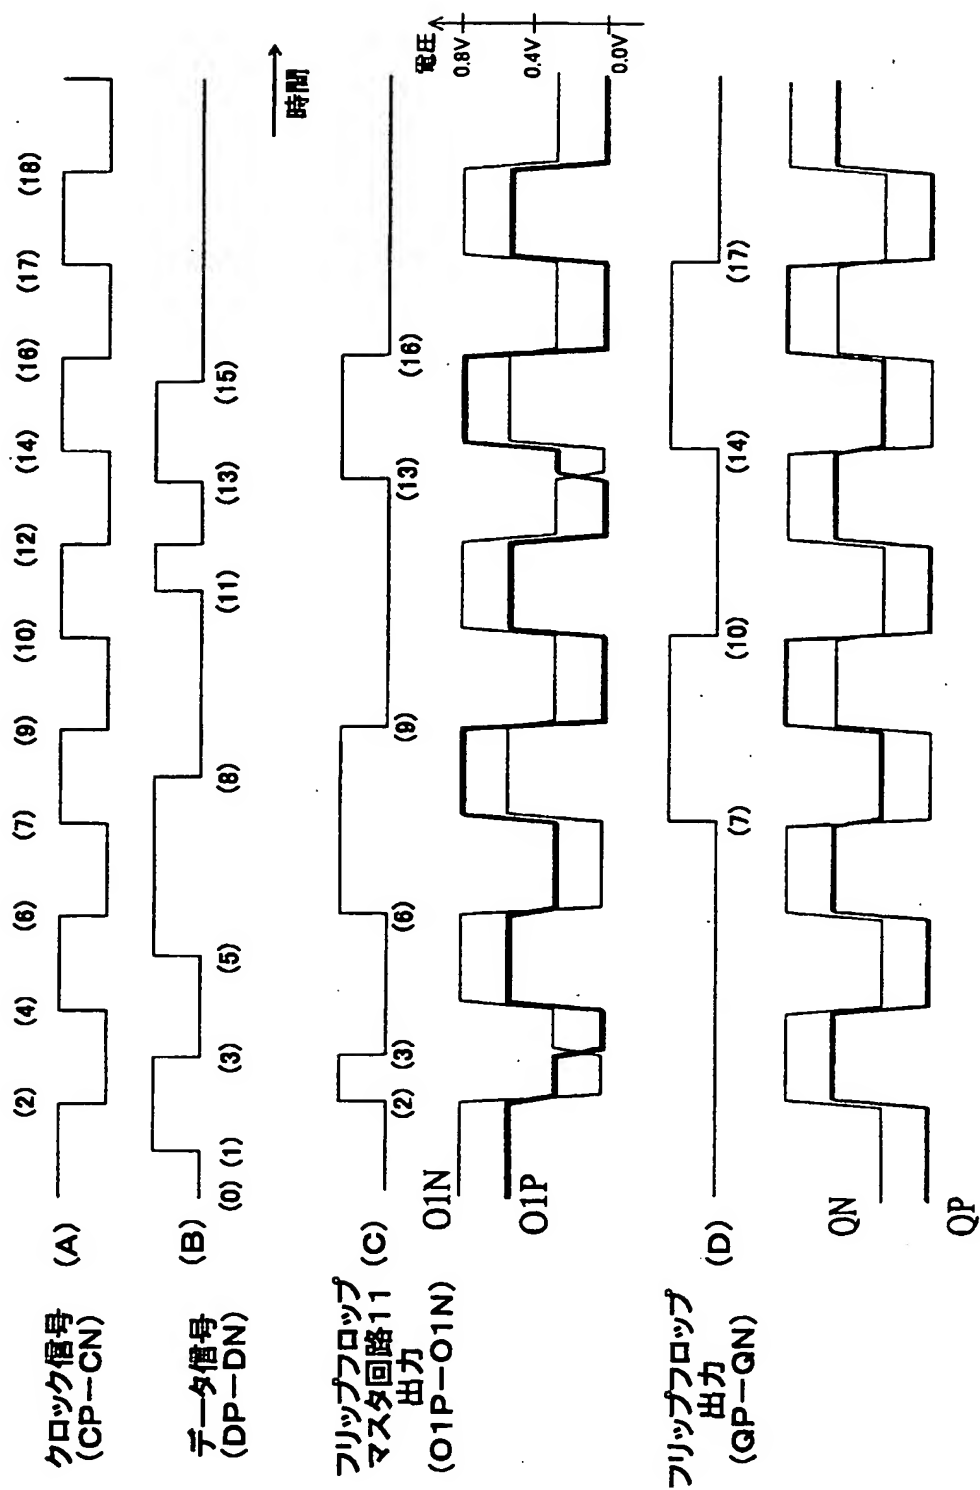 クロック信号 (A)
(CP－CN)
(2) (4) (6) (7) (9) (10) (12) (14) (16) (17) (18)
データ信号 (B)
(DP－DN)
(0) (1) (3) (5) (8) (11) (13) (15)
時間
フリップフロップ
マスタ回路11 (C)
出力
(O1P－O1N)
(2) (3) (6) (9) (13) (16)
O1N
O1P
電圧
0.8V
0.4V
0.0V
フリップフロップ (D)
出力
(QP－QN)
(7) (10) (14) (17)
QN
QP